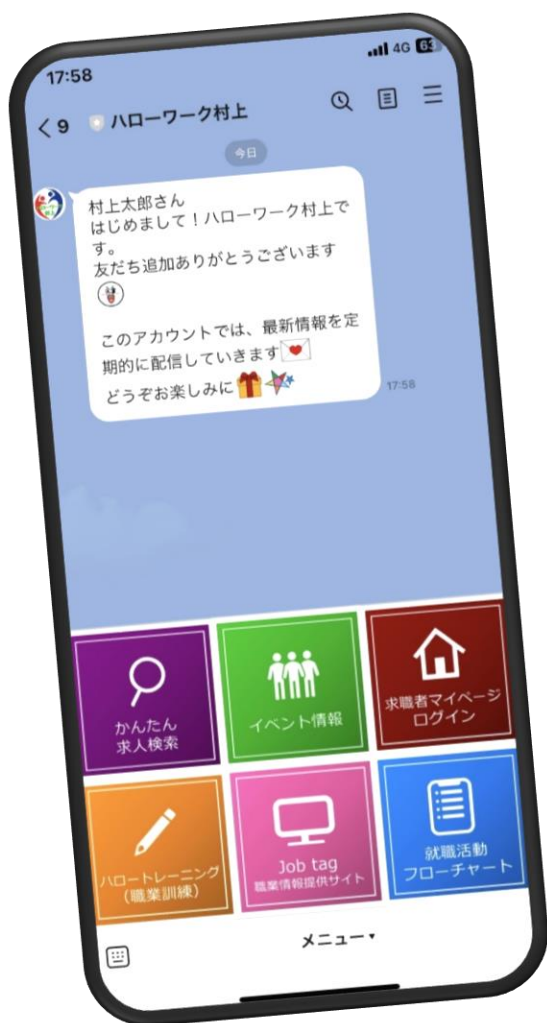 17:58
4G 63
9 ハローワーク村上
今日
村上太郎さん
はじめまして！ハローワーク村上で
す。
友だち追加ありがとうございます
このアカウントでは、最新情報を定
期的に配信していきます
どうぞお楽しみに
17:58
かんたん
求人検索
イベント情報
求職者マイページ
ログイン
ハロートレーニング
(職業訓練)
Job tag
職業情報提供サイト
就職活動
フローチャート
メニュー▾